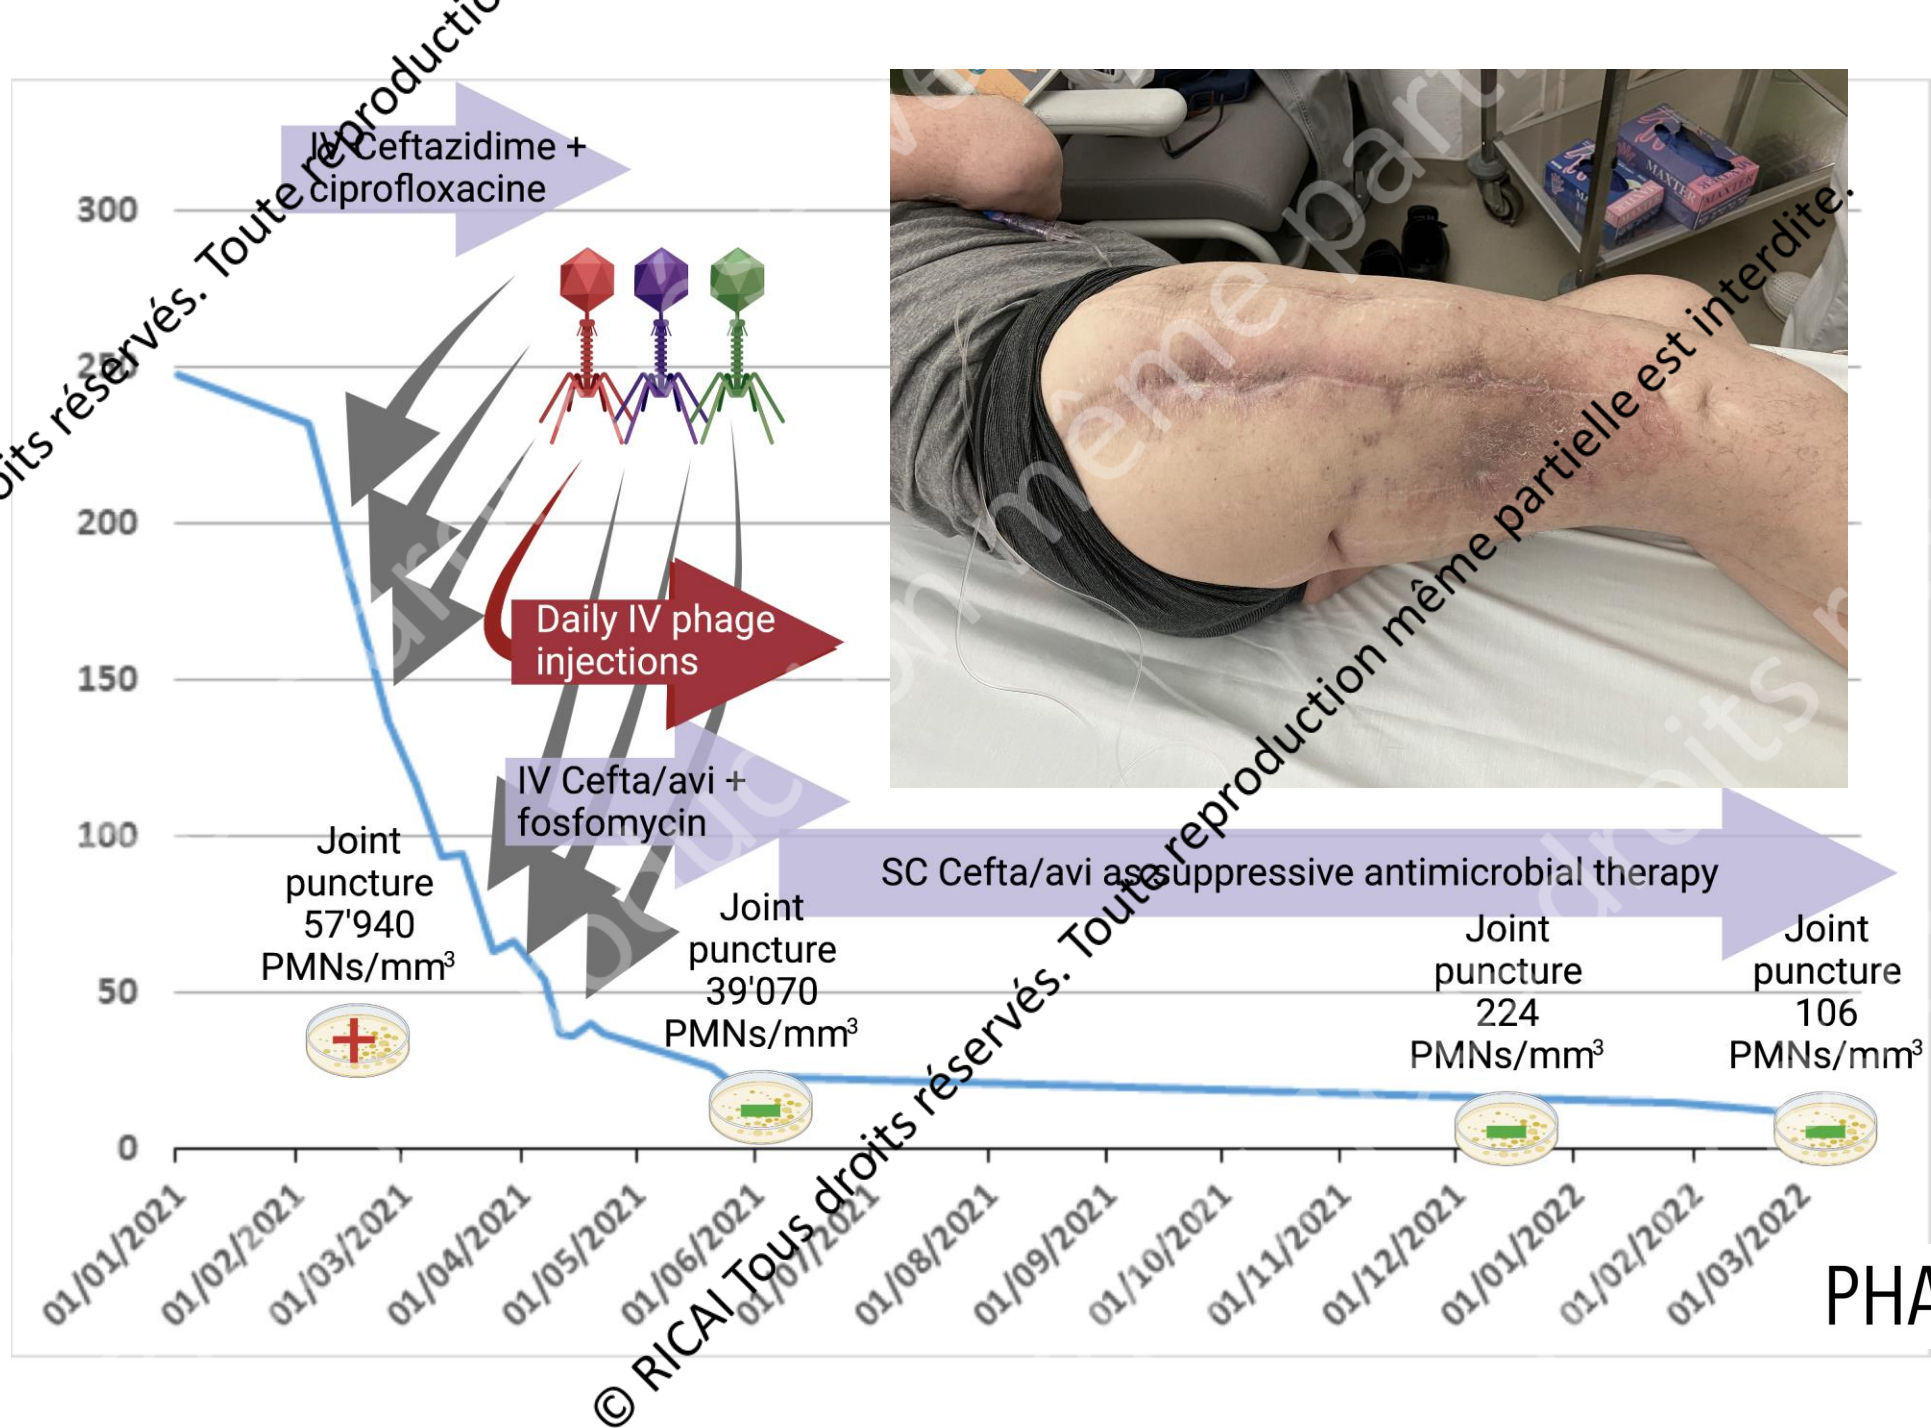 IV Ceftazidime +
ciprofloxacine
300
250
200
150
100
50
0
Daily IV phage
injections
IV Cefta/avi +
fosfomycin
SC Cefta/avi as suppressive antimicrobial therapy
Joint
puncture
57'940
PMNs/mm³
Joint
puncture
39'070
PMNs/mm³
Joint
puncture
224
PMNs/mm³
Joint
puncture
106
PMNs/mm³
01/01/2021
01/02/2021
01/03/2021
01/04/2021
01/05/2021
01/06/2021
01/07/2021
01/08/2021
01/09/2021
01/10/2021
01/11/2021
01/12/2021
01/01/2022
01/02/2022
01/03/2022
PHA
MAXTER
oits réservés. Toute reproductio
© RICAI Tous droits réservés. Toute reproduction même partielle est interdite.
même parti
droits r